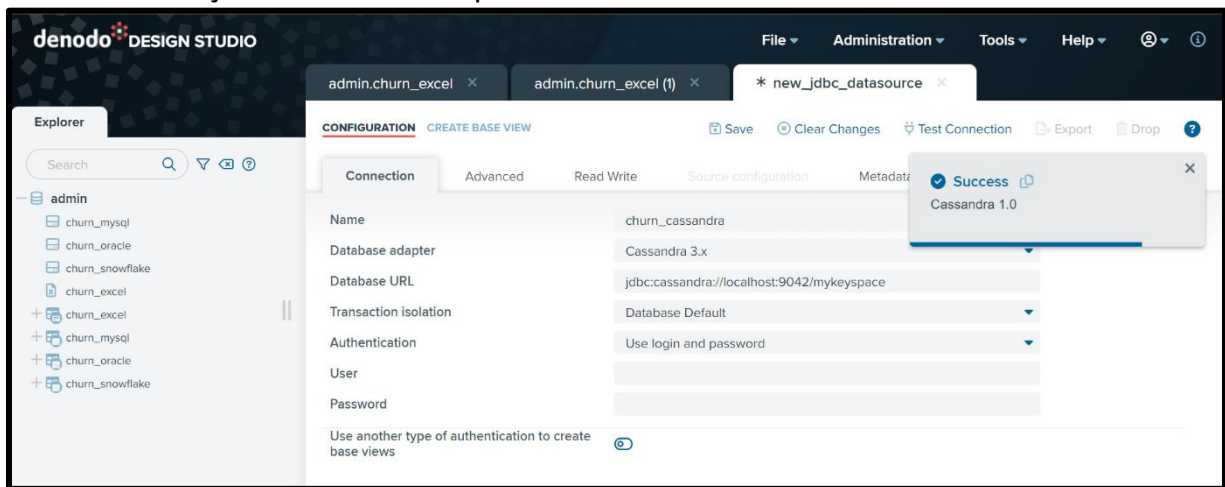 denodo DESIGN STUDIO
File Administration Tools Help
admin.churn_excel × admin.churn_excel (1) × * new_jdbc_datasource ×
Explorer
CONFIGURATION CREATE BASE VIEW Save Clear Changes Test Connection Export Drop ?
Search
Connection Advanced Read Write Source configuration Metadata
Success
Cassandra 1.0
admin
churn_mysql
churn_oracle
churn_snowflake
churn_excel
churn_excel
churn_mysql
churn_oracle
churn_snowflake
Name churn_cassandra
Database adapter Cassandra 3.x
Database URL jdbc:cassandra://localhost:9042/mykeyspace
Transaction isolation Database Default
Authentication Use login and password
User
Password
Use another type of authentication to create
base views